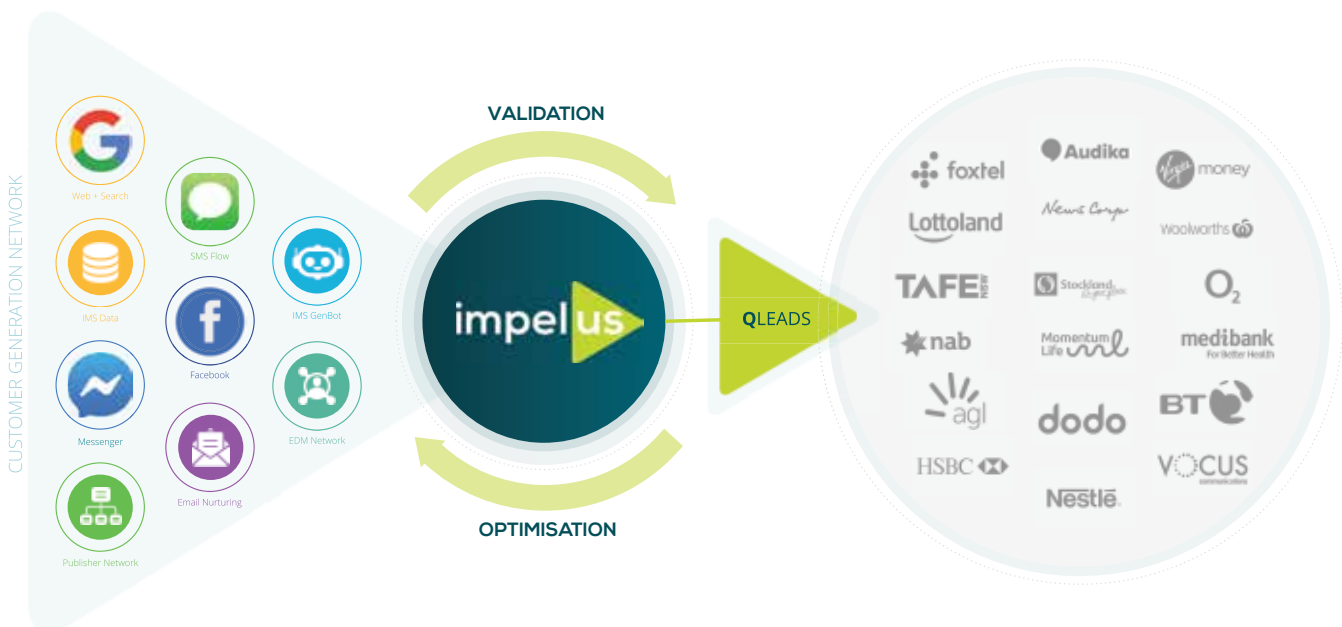 CUSTOMER GENERATION NETWORK
Web + Search
IMS Data
Messenger
Publisher Network
SMS Flow
Facebook
Email Nurturing
IMS GenBot
EDM Network
VALIDATION
impelus
OPTIMISATION
QLEADS
foxtel
Lottoland
TAFE NSW
nab
agl
HSBC
Audika
News Corp
Stockland
Momentum
Life
dodo
Nestlé
Virgin money
Woolworths
O2
medibank
For Better Health
BT
VOCUS
communications